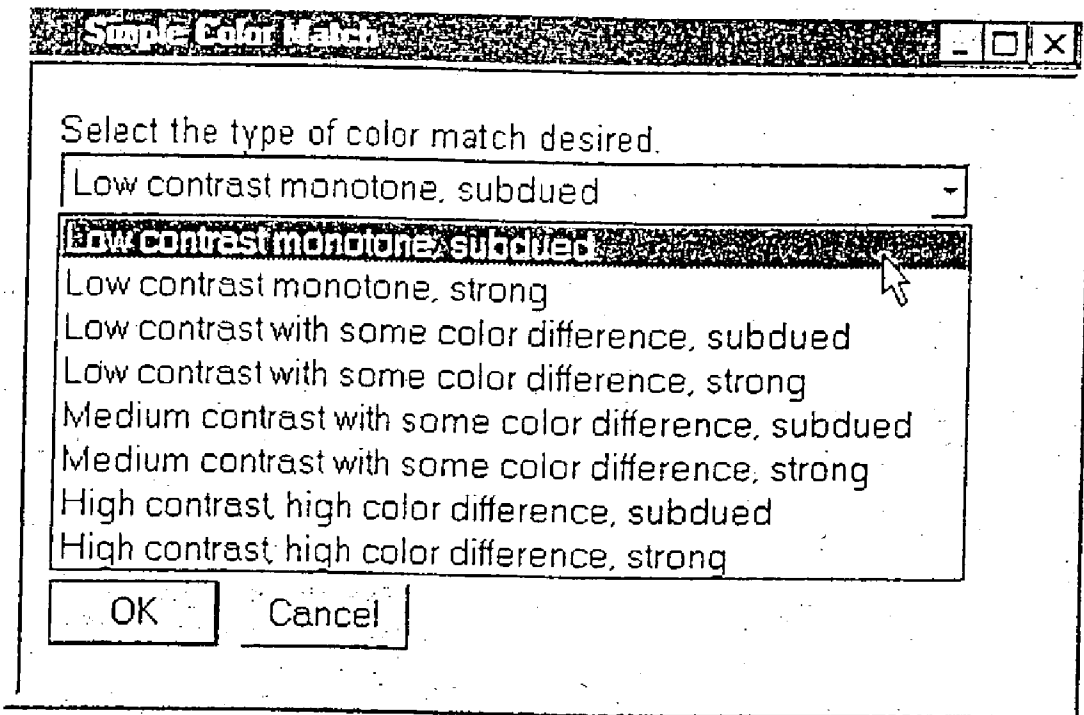 Simple Color Match
Select the type of color match desired.
Low contrast monotone, subdued
Low contrast monotone, subdued
Low contrast monotone, strong
Low contrast with some color difference, subdued
Low contrast with some color difference, strong
Medium contrast with some color difference, subdued
Medium contrast with some color difference, strong
High contrast, high color difference, subdued
High contrast, high color difference, strong
OK Cancel